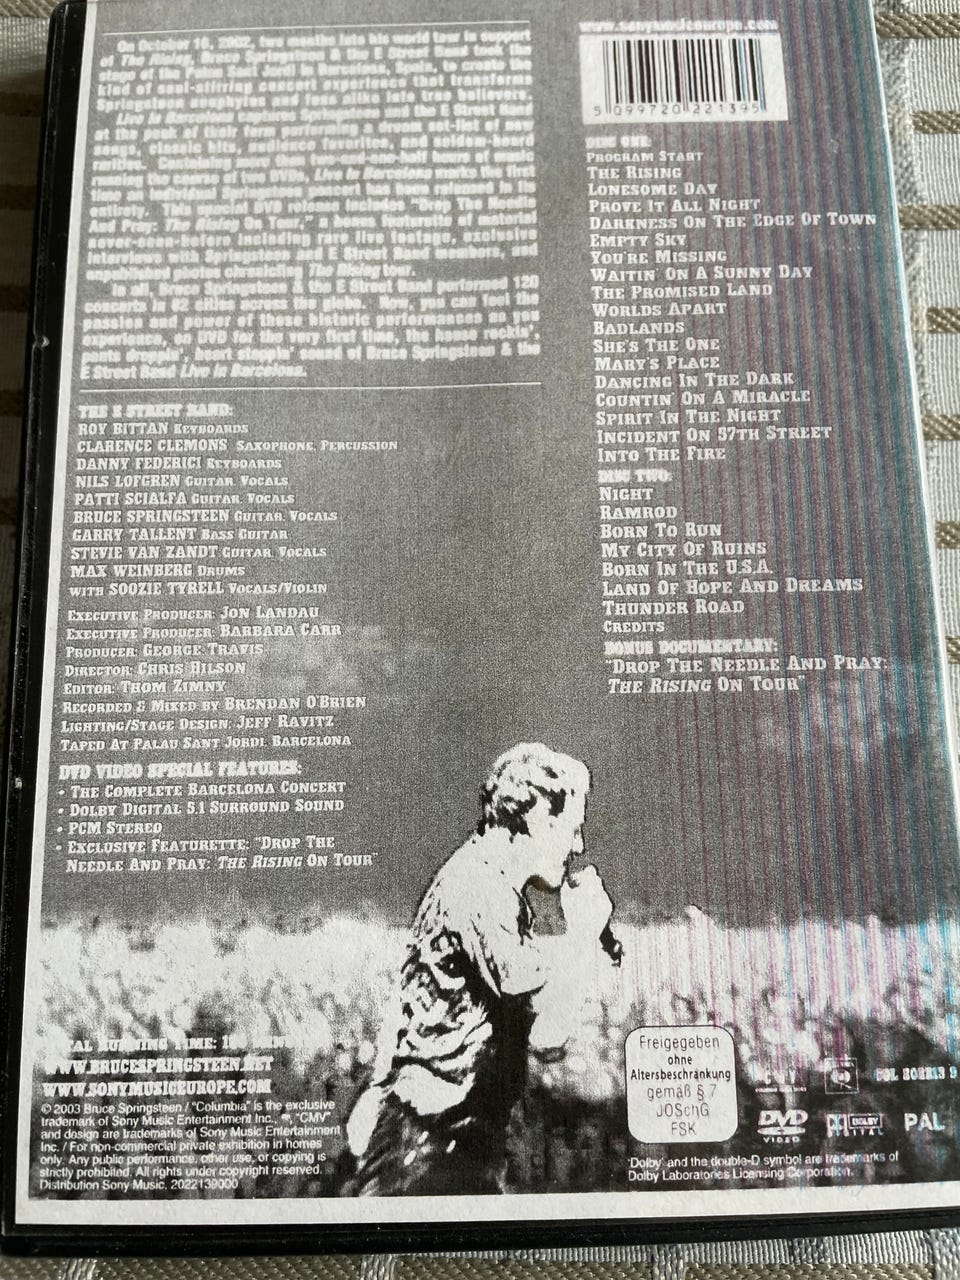 On October 16, 2002, two months into his world tour in support
of The Rising, Bruce Springsteen & the E Street Band took the
stage of the Palau Sant Jordi in Barcelona, Spain, to create the
kind of soul-stirring concert experience that transforms
Springsteen neophytes and fans alike into true believers.
Live In Barcelona captures Springsteen and the E Street Band
at the peak of their form performing a dream set-list of new
songs, classic hits, audience favorites, and seldom-heard
rarities. Containing more than two-and-one-half hours of music
running the course of two DVDs, Live In Barcelona marks the first
time a full-length Springsteen concert has been released in its
entirety. This special DVD release includes "Drop The Needle
And Pray: The Rising On Tour," a bonus featurette of material
never-seen-before including rare live footage, exclusive
interviews with Springsteen and E Street Band members, and
unpublished photos chronicling The Rising tour.
In all, Bruce Springsteen & the E Street Band performed 120
concerts in 82 cities across the globe. Now, you can feel the
passion and power of these historic performances as you
experience, on DVD for the very first time, the house rockin',
pants droppin', heart stoppin' sound of Bruce Springsteen & the
E Street Band Live in Barcelona.
THE E STREET BAND:
ROY BITTAN KEYBOARDS
CLARENCE CLEMONS SAXOPHONE, PERCUSSION
DANNY FEDERICI KEYBOARDS
NILS LOFGREN GUITAR, VOCALS
PATTI SCIALFA GUITAR, VOCALS
BRUCE SPRINGSTEEN GUITAR, VOCALS
GARRY TALLENT BASS GUITAR
STEVIE VAN ZANDT GUITAR, VOCALS
MAX WEINBERG DRUMS
WITH SOOZIE TYRELL VOCALS/VIOLIN
EXECUTIVE PRODUCER: JON LANDAU
EXECUTIVE PRODUCER: BARBARA CARR
PRODUCER: GEORGE TRAVIS
DIRECTOR: CHRIS HILSON
EDITOR: THOM ZIMNY
RECORDED & MIXED BY BRENDAN O'BRIEN
LIGHTING/STAGE DESIGN: JEFF RAVITZ
TAPED AT PALAU SANT JORDI, BARCELONA
DVD VIDEO SPECIAL FEATURES:
• THE COMPLETE BARCELONA CONCERT
• DOLBY DIGITAL 5.1 SURROUND SOUND
• PCM STEREO
• EXCLUSIVE FEATURETTE: "DROP THE
NEEDLE AND PRAY: THE RISING ON TOUR"
www.sonymusiceurope.com
5 099720 221395
DISC ONE:
PROGRAM START
THE RISING
LONESOME DAY
PROVE IT ALL NIGHT
DARKNESS ON THE EDGE OF TOWN
EMPTY SKY
YOU'RE MISSING
WAITIN' ON A SUNNY DAY
THE PROMISED LAND
WORLDS APART
BADLANDS
SHE'S THE ONE
MARY'S PLACE
DANCING IN THE DARK
COUNTIN' ON A MIRACLE
SPIRIT IN THE NIGHT
INCIDENT ON 57TH STREET
INTO THE FIRE
DISC TWO:
NIGHT
RAMROD
BORN TO RUN
MY CITY OF RUINS
BORN IN THE U.S.A.
LAND OF HOPE AND DREAMS
THUNDER ROAD
CREDITS
BONUS DOCUMENTARY:
"DROP THE NEEDLE AND PRAY:
THE RISING ON TOUR"
RUNNING TIME:
WWW.BRUCESPRINGSTEEN.NET
WWW.SONYMUSICEUROPE.COM
© 2003 Bruce Springsteen / "Columbia" is the exclusive
trademark of Sony Music Entertainment Inc., "CMV"
and design are trademarks of Sony Music Entertainment
Inc. / For non-commercial private exhibition in homes
only. Any public performance, other use, or copying is
strictly prohibited. All rights under copyright reserved.
Distribution Sony Music. 2022139000
Freigegeben
ohne
Altersbeschränkung
gemäß § 7
JÖSchG
FSK
DVD
VIDEO
DOLBY
DIGITAL
PAL
'Dolby' and the double-D symbol are trademarks of
Dolby Laboratories Licensing Corporation.